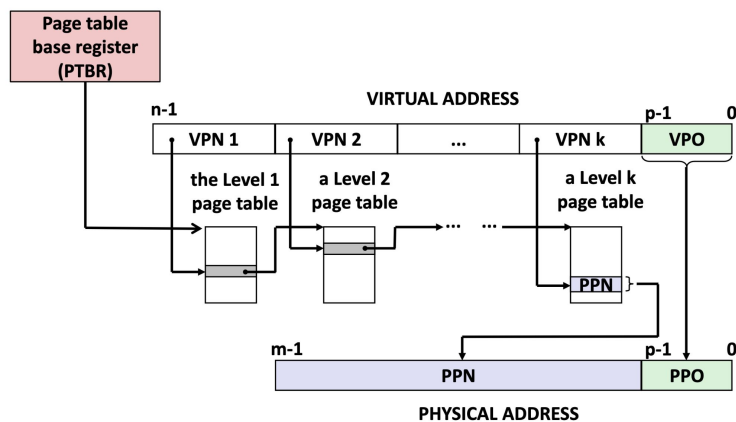 Page table
base register
(PTBR)
VIRTUAL ADDRESS
n-1
p-1
0
VPN 1
VPN 2
...
VPN k
VPO
the Level 1
page table
a Level 2
page table
a Level k
page table
... ...
PPN
m-1
p-1
0
PPN
PPO
PHYSICAL ADDRESS